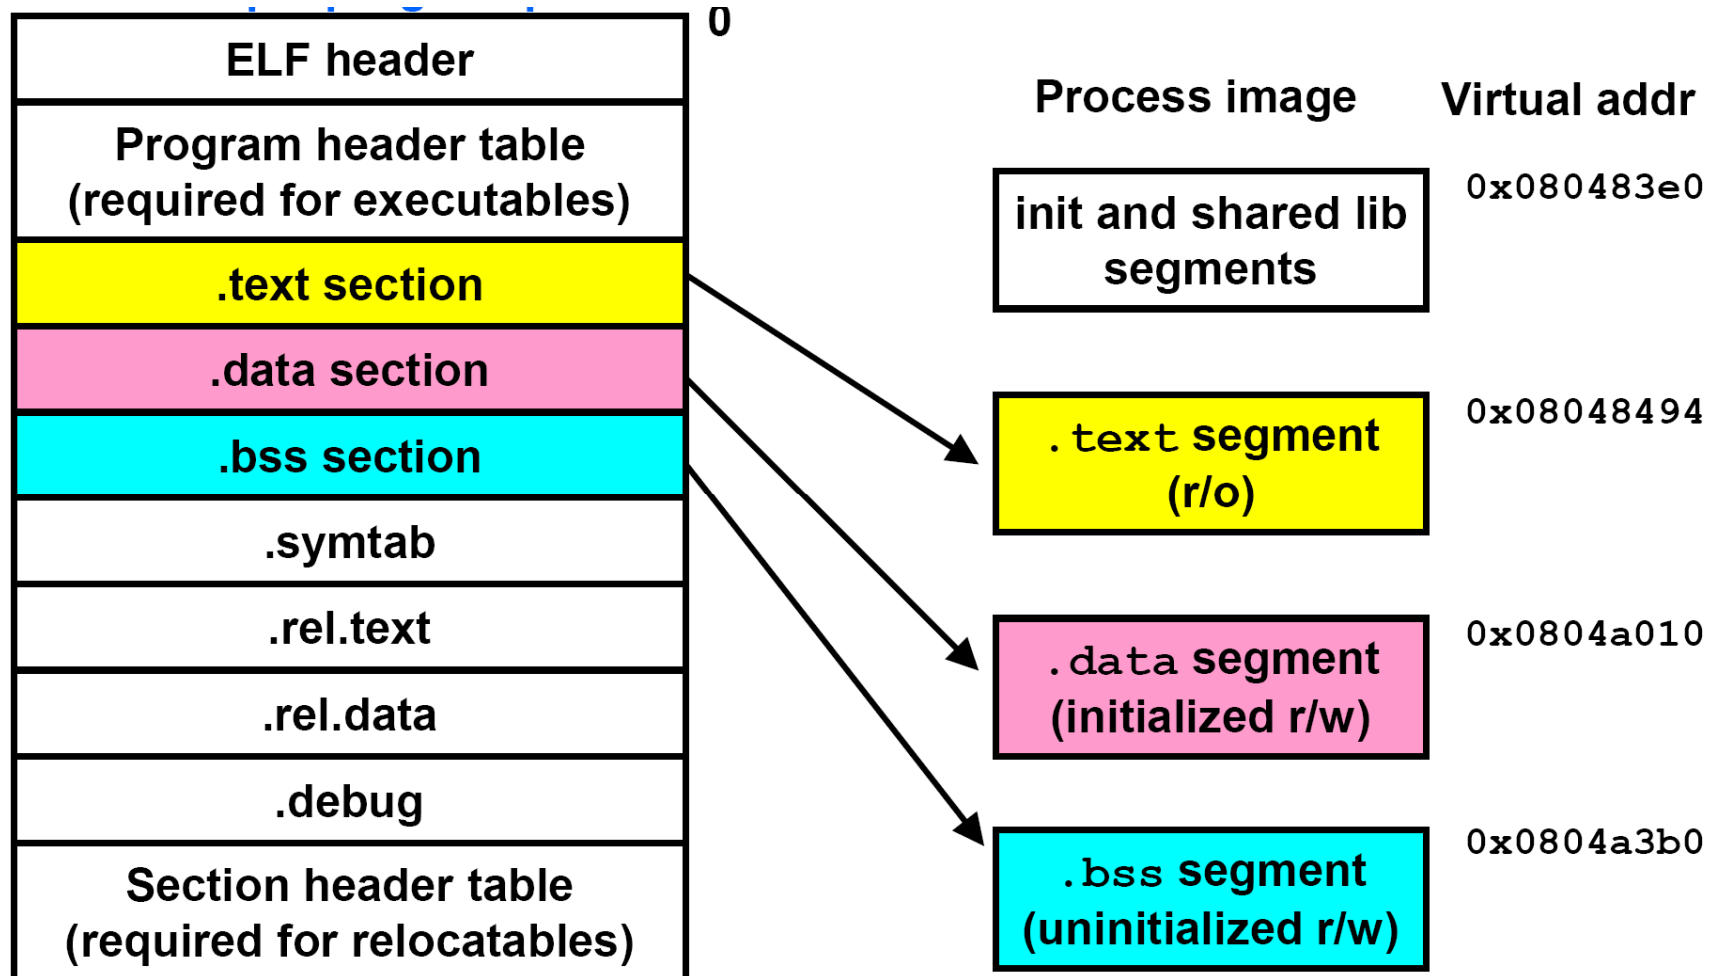 0
ELF header
Program header table
(required for executables)
.text section
.data section
.bss section
.symtab
.rel.text
.rel.data
.debug
Section header table
(required for relocatables)
Process image
Virtual addr
init and shared lib
segments
0x080483e0
.text segment
(r/o)
0x08048494
.data segment
(initialized r/w)
0x0804a010
.bss segment
(uninitialized r/w)
0x0804a3b0